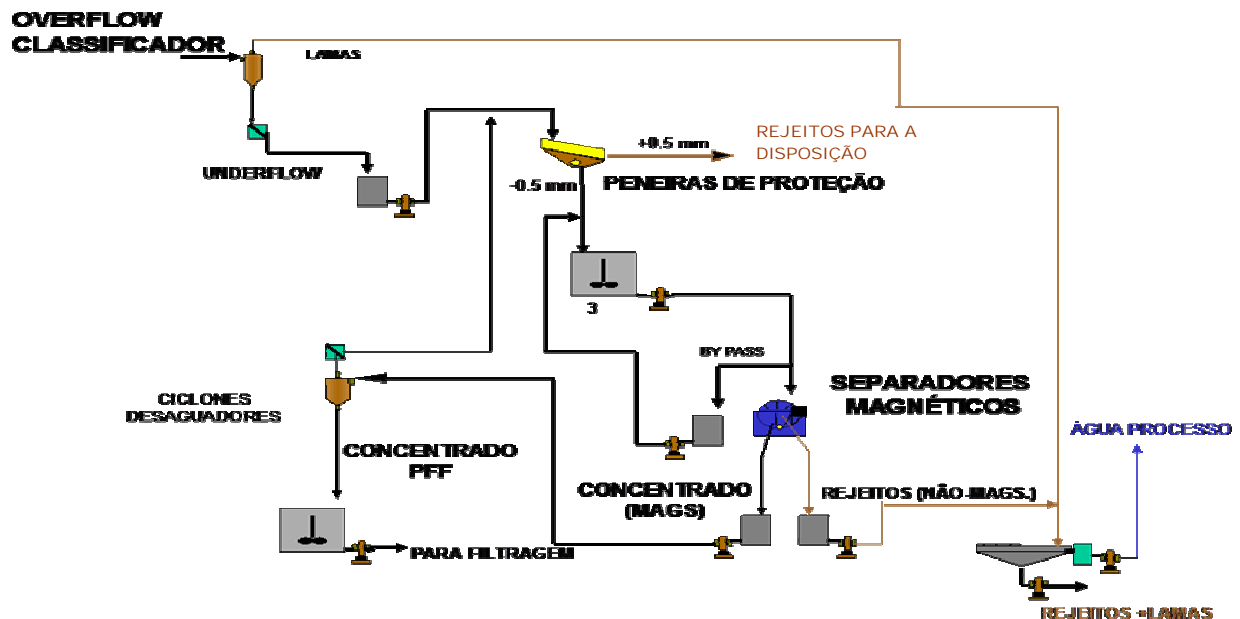 OVERFLOW
CLASSIFICADOR
LAMAS
UNDERFLOW
+0.5 mm
REJEITOS PARA A
DISPOSIÇÃO
-0.5 mm
PENEIRAS DE PROTEÇÃO
3
BY PASS
SEPARADORES
MAGNÉTICOS
CICLONES
DESAGUADORES
CONCENTRADO
PFF
CONCENTRADO
(MAGS)
REJEITOS (NÃO-MAGS.)
ÁGUA PROCESSO
PARA FILTRAGEM
REJEITOS +LAMAS